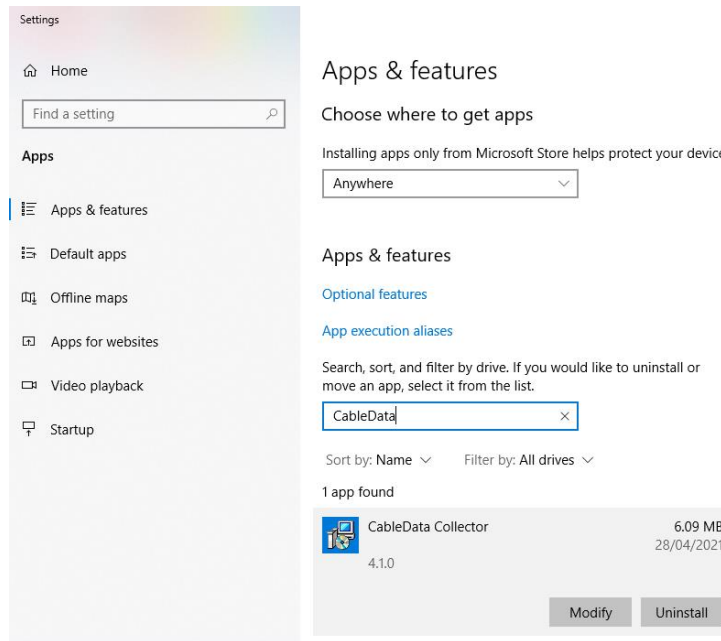 Settings
Home
Find a setting
Apps
Apps & features
Default apps
Offline maps
Apps for websites
Video playback
Startup
Apps & features
Choose where to get apps
Installing apps only from Microsoft Store helps protect your device
Anywhere
Apps & features
Optional features
App execution aliases
Search, sort, and filter by drive. If you would like to uninstall or
move an app, select it from the list.
CableData
Sort by: Name Filter by: All drives
1 app found
CableData Collector 6.09 MB
28/04/2021
4.1.0
Modify Uninstall